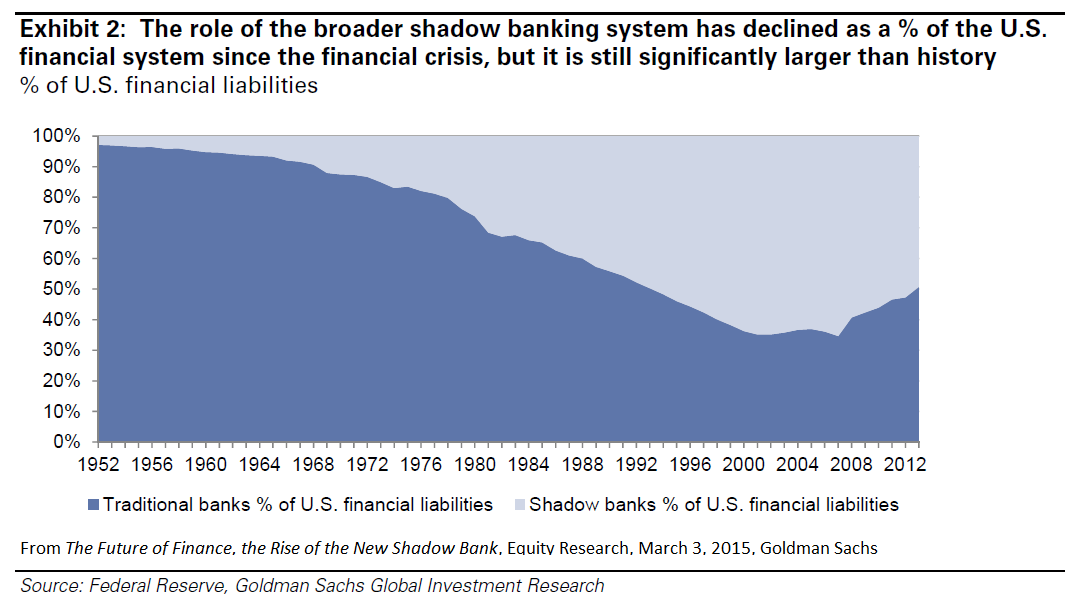 Exhibit 2: The role of the broader shadow banking system has declined as a % of the U.S.
financial system since the financial crisis, but it is still significantly larger than history
% of U.S. financial liabilities
100%
90%
80%
70%
60%
50%
40%
30%
20%
10%
0%
1952 1956 1960 1964 1968 1972 1976 1980 1984 1988 1992 1996 2000 2004 2008 2012
Traditional banks % of U.S. financial liabilities Shadow banks % of U.S. financial liabilities
From The Future of Finance, the Rise of the New Shadow Bank, Equity Research, March 3, 2015, Goldman Sachs
Source: Federal Reserve, Goldman Sachs Global Investment Research